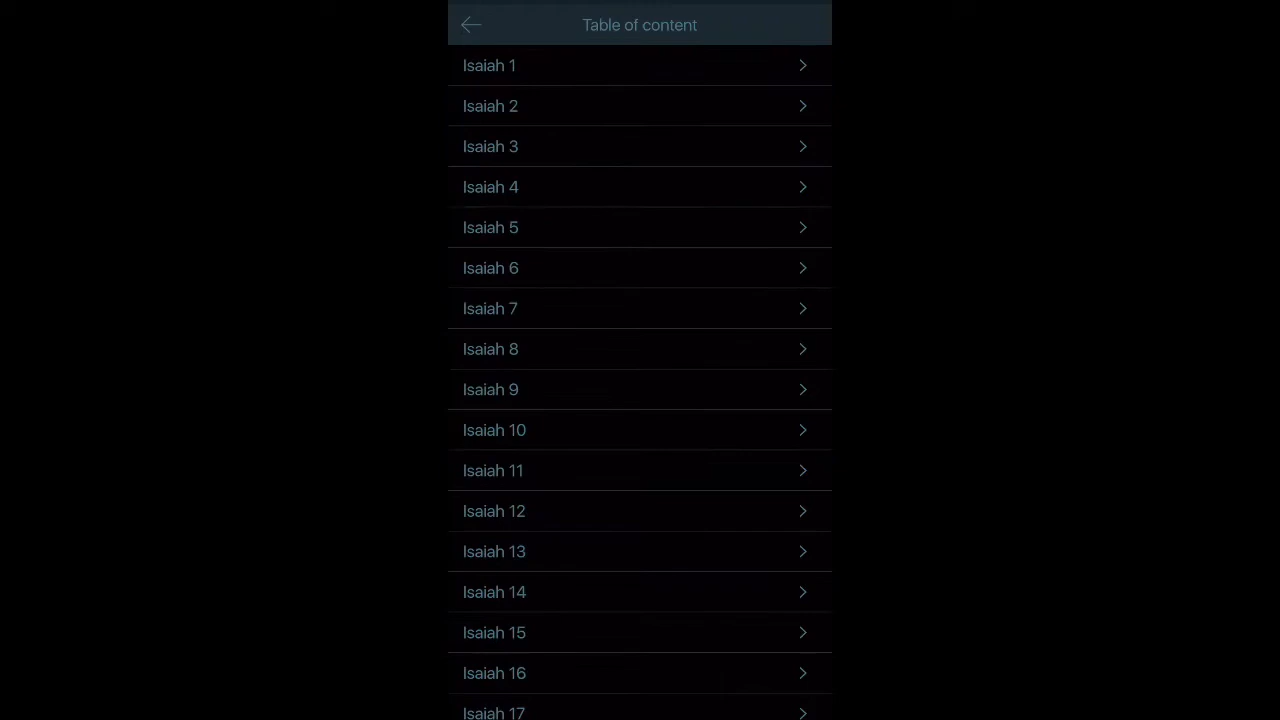 Table of content
Isaiah 1
Isaiah 2
Isaiah 3
Isaiah 4
Isaiah 5
Isaiah 6
Isaiah 7
Isaiah 8
Isaiah 9
Isaiah 10
Isaiah 11
Isaiah 12
Isaiah 13
Isaiah 14
Isaiah 15
Isaiah 16
Isaiah 17